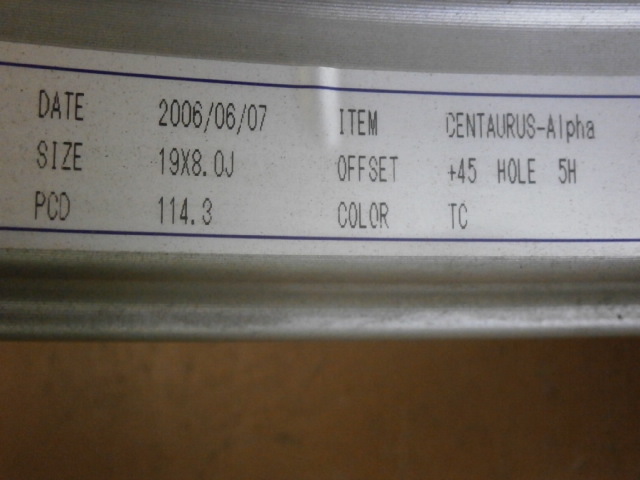 DATE 2006/06/07 ITEM CENTAURUS-Alpha
SIZE 19X8.0J OFFSET +45 HOLE 5H
PCD 114.3 COLOR TC